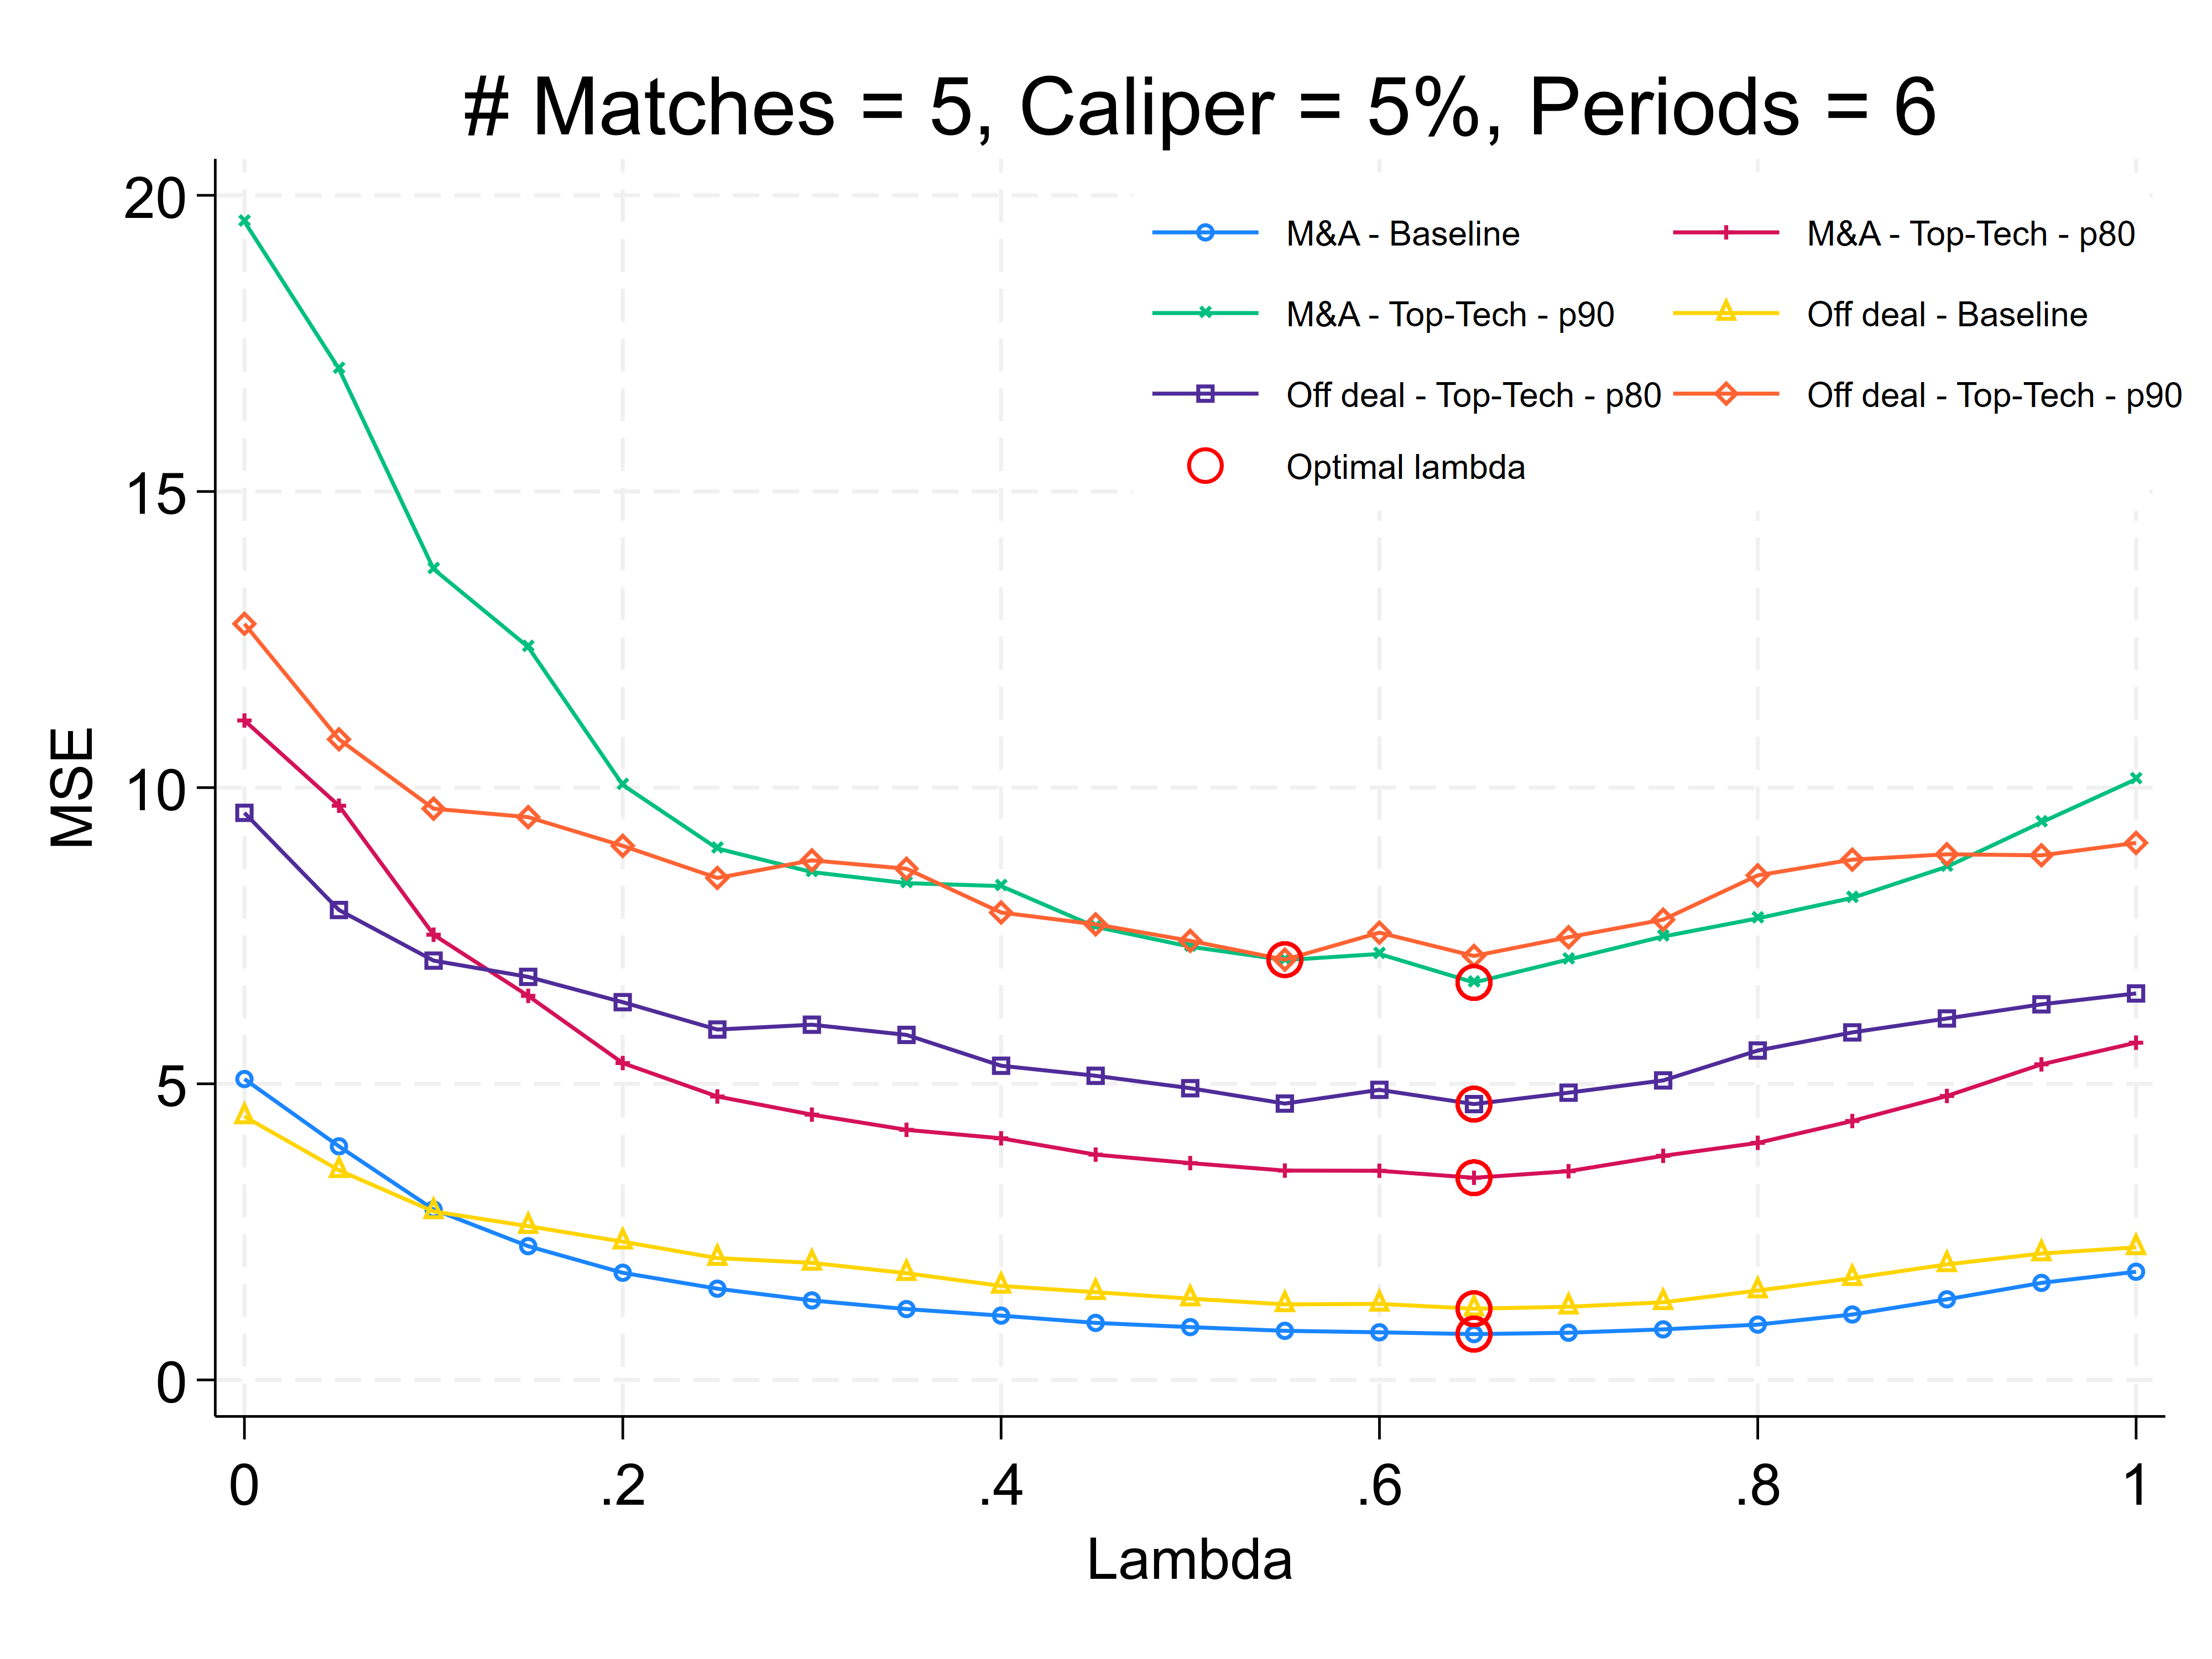 # Matches = 5, Caliper = 5%, Periods = 6
M&A - Baseline
M&A - Top-Tech - p80
M&A - Top-Tech - p90
Off deal - Baseline
Off deal - Top-Tech - p80
Off deal - Top-Tech - p90
Optimal lambda
MSE
20
15
10
5
0
0
.2
.4
.6
.8
1
Lambda